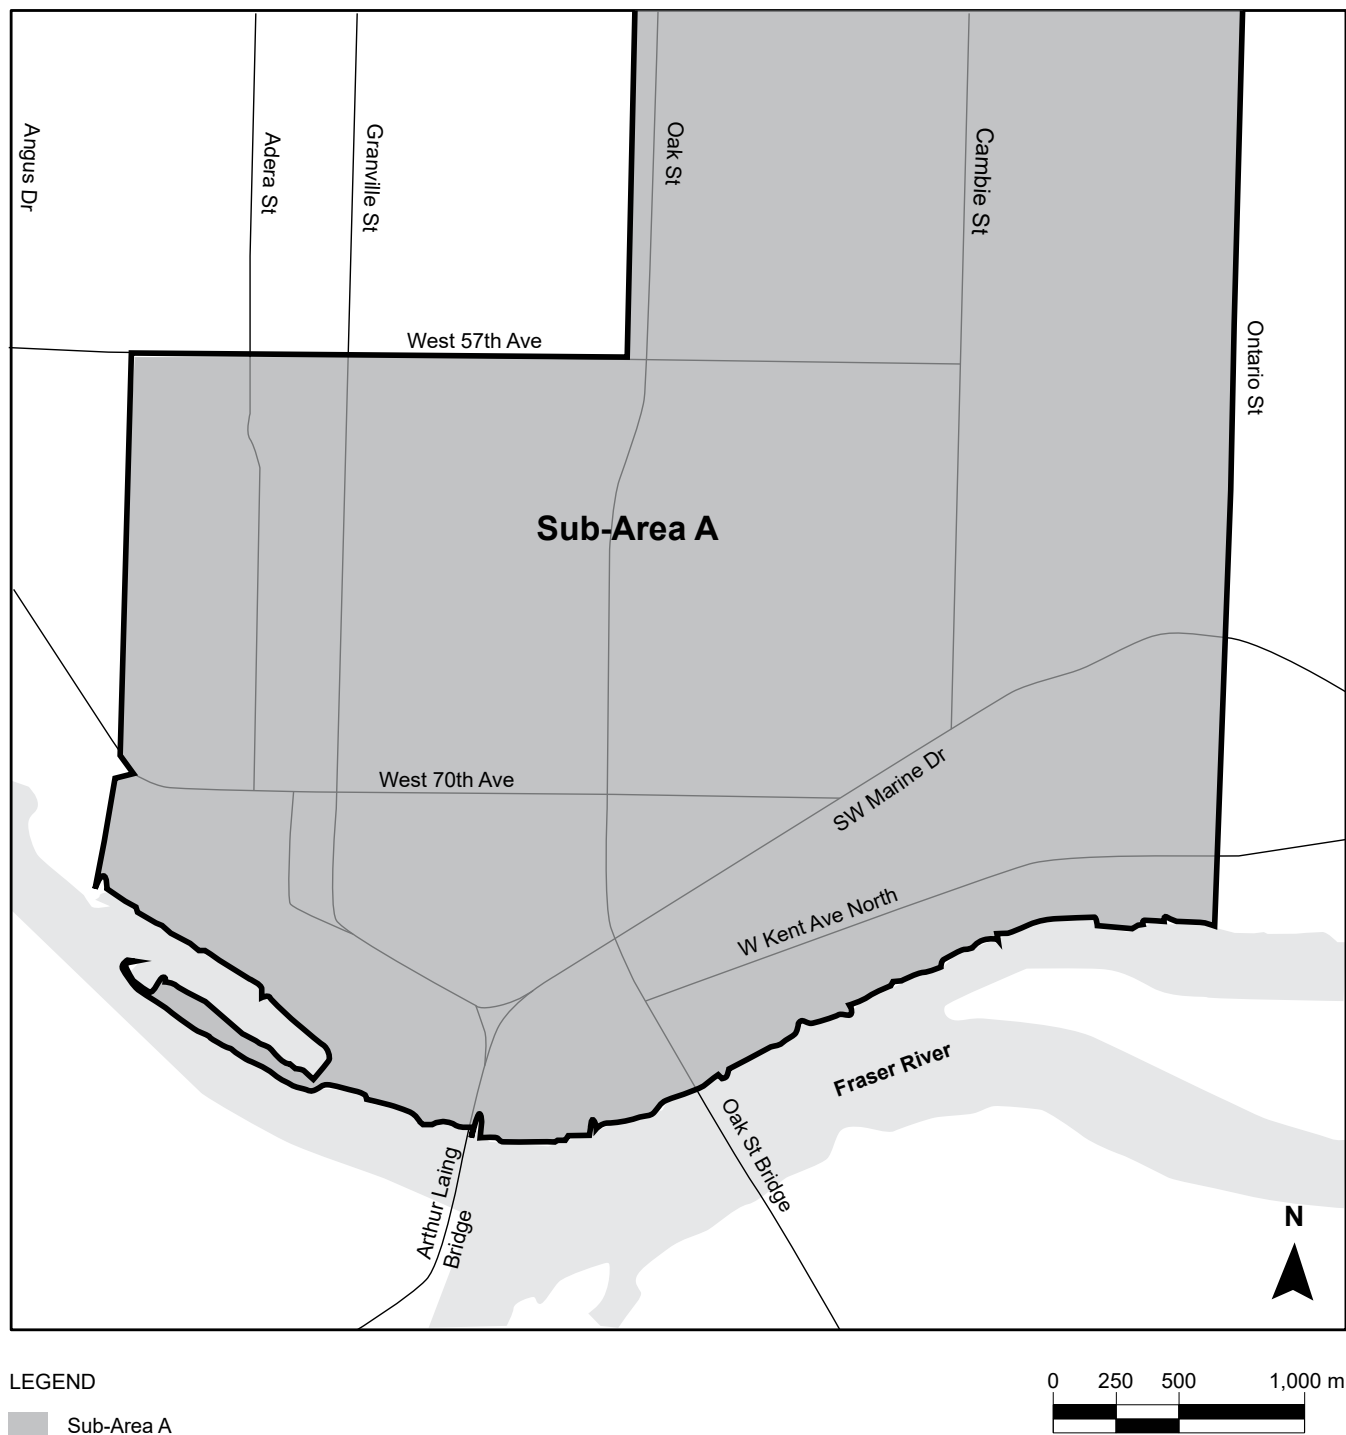 Angus Dr
Adera St
Granville St
Oak St
Cambie St
West 57th Ave
Ontario St
Sub-Area A
West 70th Ave
SW Marine Dr
W Kent Ave North
Fraser River
Oak St Bridge
Arthur Laing
Bridge
N
LEGEND
Sub-Area A
0 250 500 1,000 m